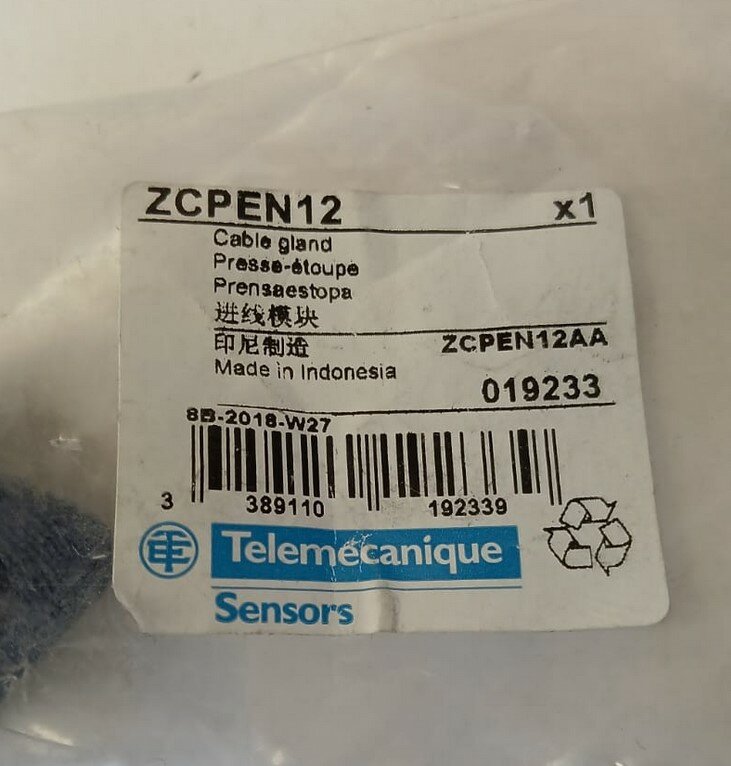 ZCPEN12 x1
Cable gland
Presse-étoupe
Prensaestopa
进线模块
印尼制造 ZCPEN12AA
Made in Indonesia 019233
8B-2018-W27
3 389110 192339
Telemecanique
Sensors